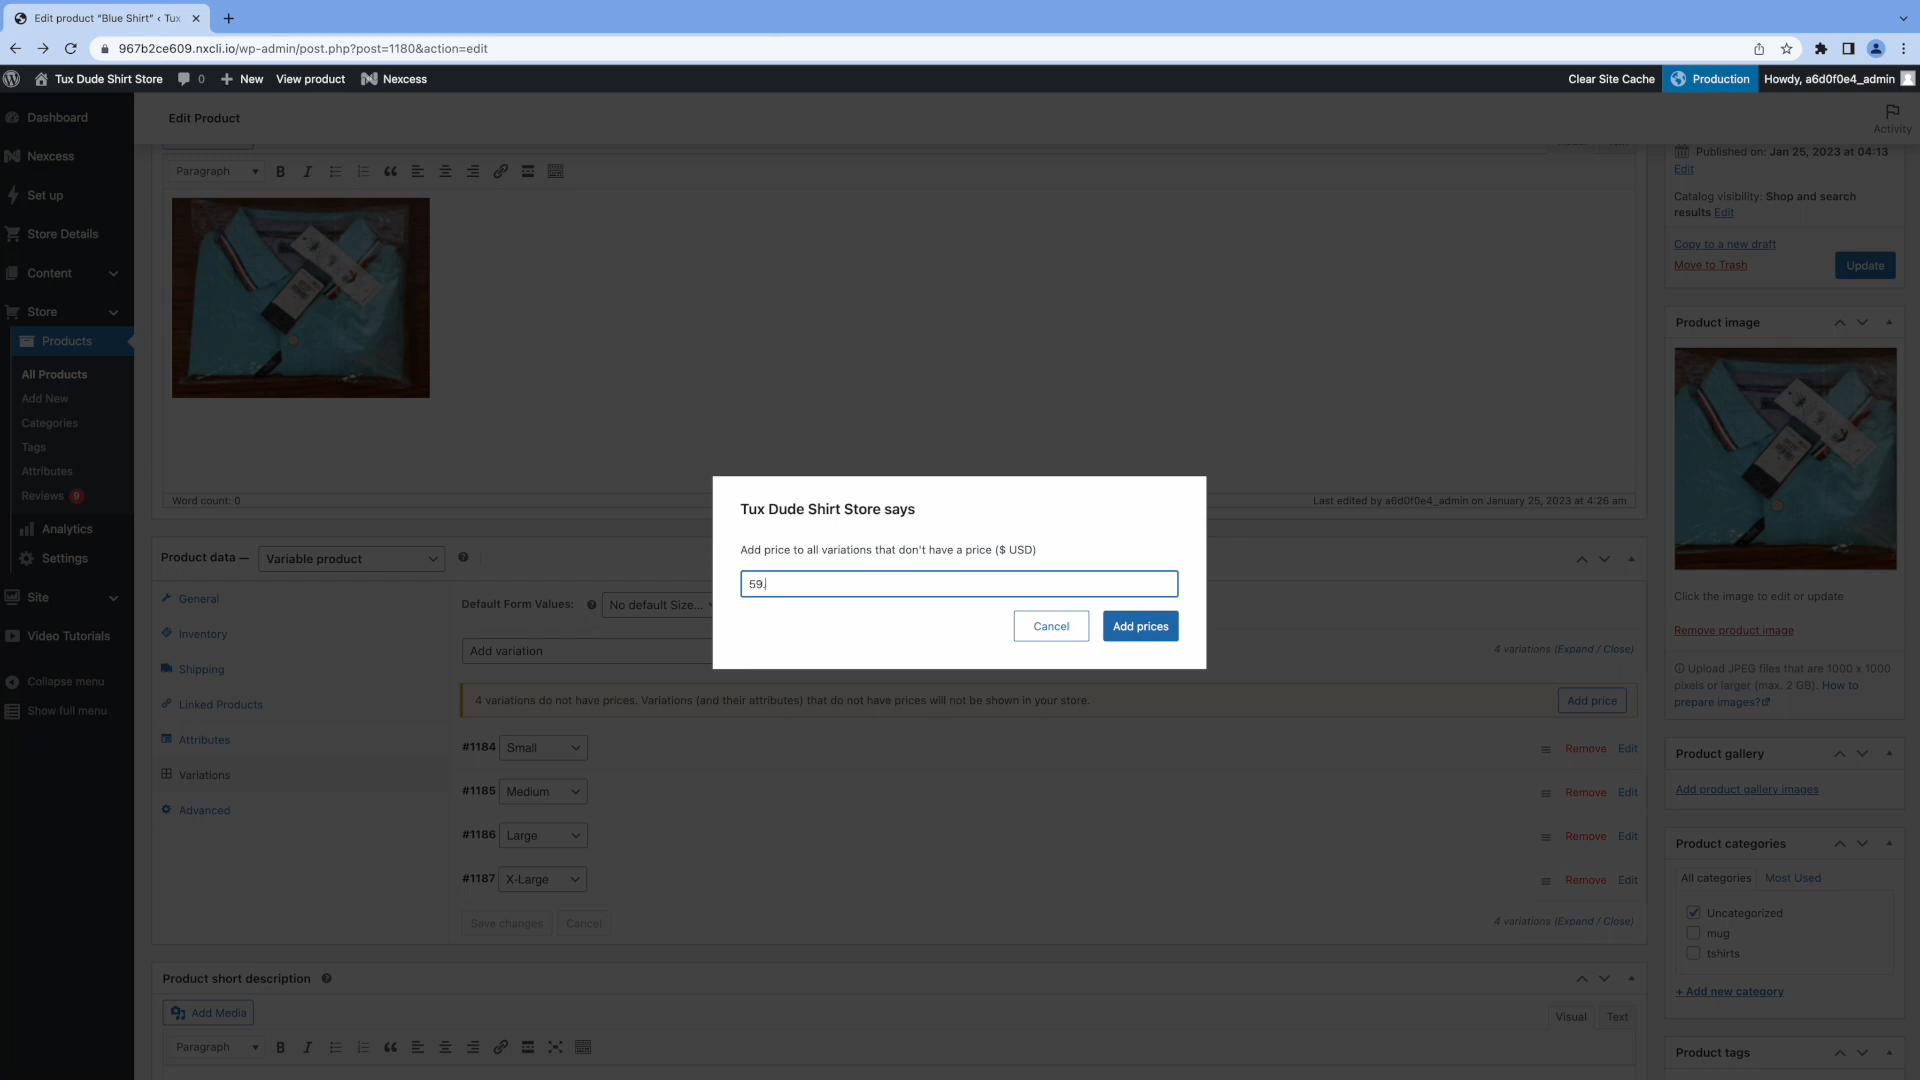 Edit product "Blue Shirt" ‹ Tux
967b2ce609.nxcli.io/wp-admin/post.php?post=1180&action=edit
Tux Dude Shirt Store 0 New View product Nexcess Clear Site Cache Production Howdy, a6d0f0e4_admin
Dashboard
Nexcess
Set up
Store Details
Content
Store
Products
All Products
Add New
Categories
Tags
Attributes
Reviews 9
Analytics
Settings
Site
Video Tutorials
Collapse menu
Show full menu
Edit Product
Activity
Paragraph
Word count: 0
Last edited by a6d0f0e4_admin on January 25, 2023 at 4:26 am
Product data — Variable product
General
Inventory
Shipping
Linked Products
Attributes
Variations
Advanced
Default Form Values: No default Size...
Add variation
4 variations (Expand / Close)
4 variations do not have prices. Variations (and their attributes) that do not have prices will not be shown in your store. Add price
#1184 Small Remove Edit
#1185 Medium Remove Edit
#1186 Large Remove Edit
#1187 X-Large Remove Edit
Save changes Cancel
4 variations (Expand / Close)
Product short description
Add Media
Visual Text
Paragraph
Tux Dude Shirt Store says
Add price to all variations that don't have a price ($ USD)
59.
Cancel Add prices
Published on: Jan 25, 2023 at 04:13
Edit
Catalog visibility: Shop and search
results Edit
Copy to a new draft
Move to Trash
Update
Product image
Click the image to edit or update
Remove product image
Upload JPEG files that are 1000 x 1000
pixels or larger (max. 2 GB). How to
prepare images?
Product gallery
Add product gallery images
Product categories
All categories Most Used
Uncategorized
mug
tshirts
+ Add new category
Product tags